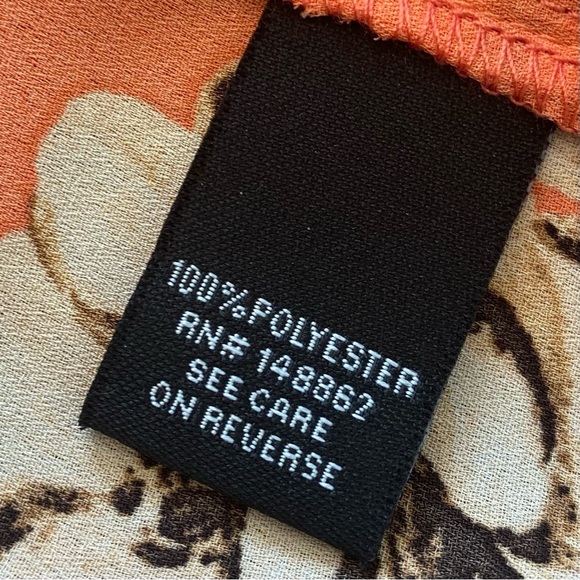 100% POLYESTER
RN# 148862
SEE CARE
ON REVERSE